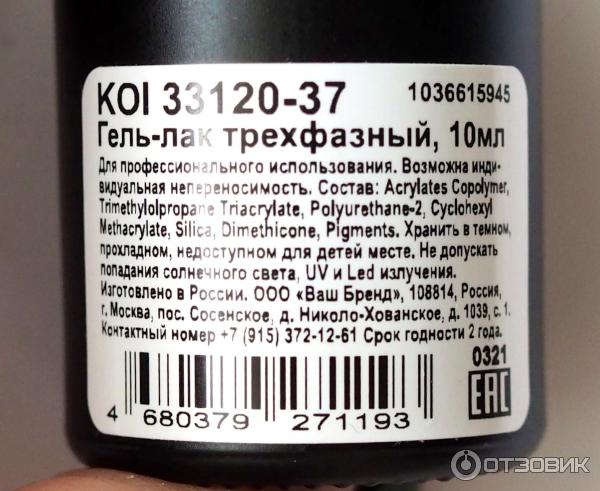 KOI 33120-37 1036615945
Гель-лак трехфазный, 10мл
Для профессионального использования. Возможна инди-
видуальная непереносимость. Состав: Acrylates Copolymer,
Trimethylolpropane Triacrylate, Polyurethane-2, Cyclohexyl
Methacrylate, Silica, Dimethicone, Pigments. Хранить в темном,
прохладном, недоступном для детей месте. Не допускать
попадания солнечного света, UV и Led излучения.
Изготовлено в России. ООО «Ваш Бренд», 108814, Россия,
г. Москва, пос. Сосенское, д. Николо-Хованское, д. 1039, с. 1.
Контактный номер +7 (915) 372-12-61 Срок годности 2 года.
0321
4 680379 271193
EAC
ОТЗОВИК